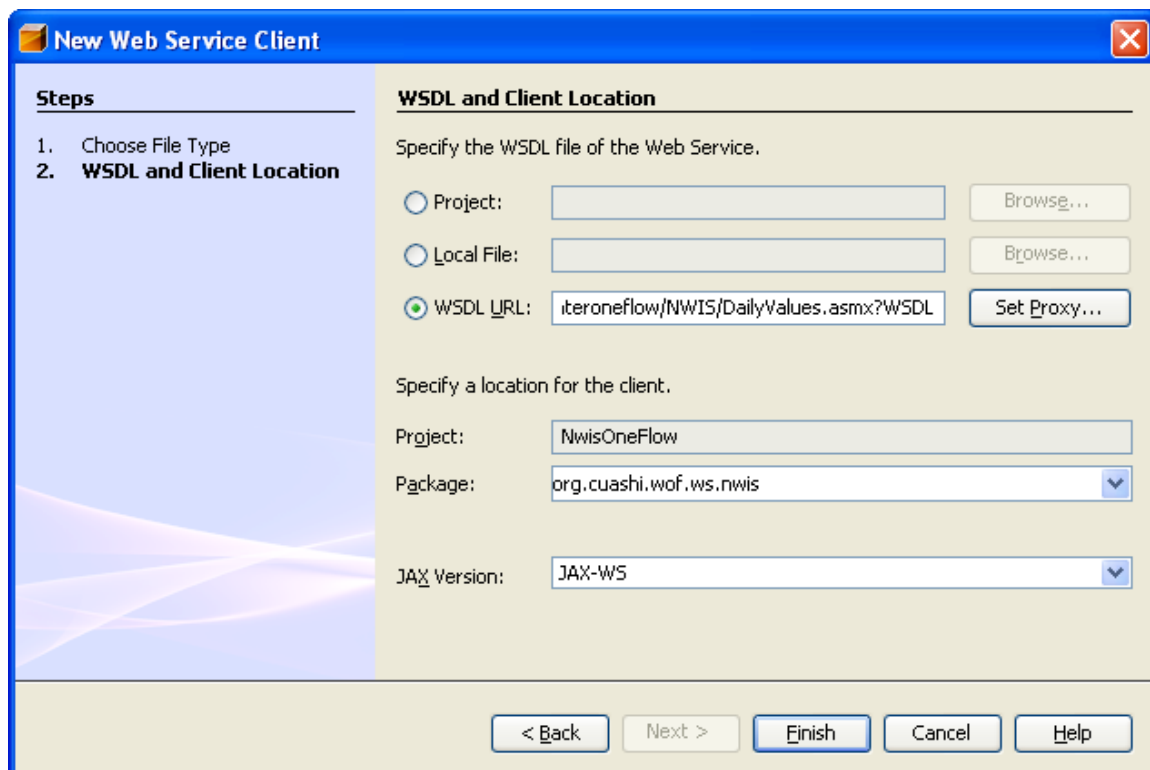 New Web Service Client
Steps
1. Choose File Type
2. WSDL and Client Location
WSDL and Client Location
Specify the WSDL file of the Web Service.
Project: Browse...
Local File: Browse...
WSDL URL: iteroneflow/NWIS/DailyValues.asmx?WSDL Set Proxy...
Specify a location for the client.
Project: NwisOneFlow
Package: org.cuashi.wof.ws.nwis
JAX Version: JAX-WS
< Back Next > Finish Cancel Help